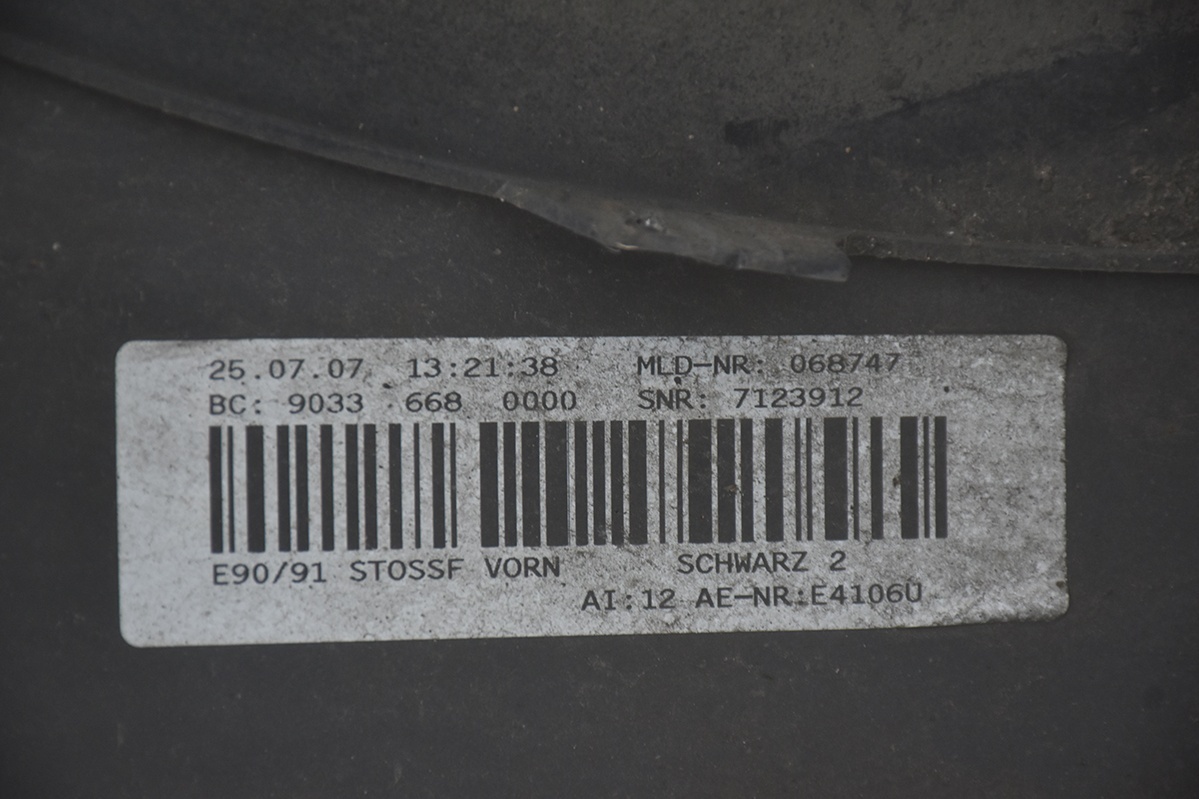 25.07.07 13:21:38 MLD-NR: 068747
BC: 9033 668 0000 SNR: 7123912
E90/91 STOSSF VORN SCHWARZ 2
AI:12 AE-NR:E4106U